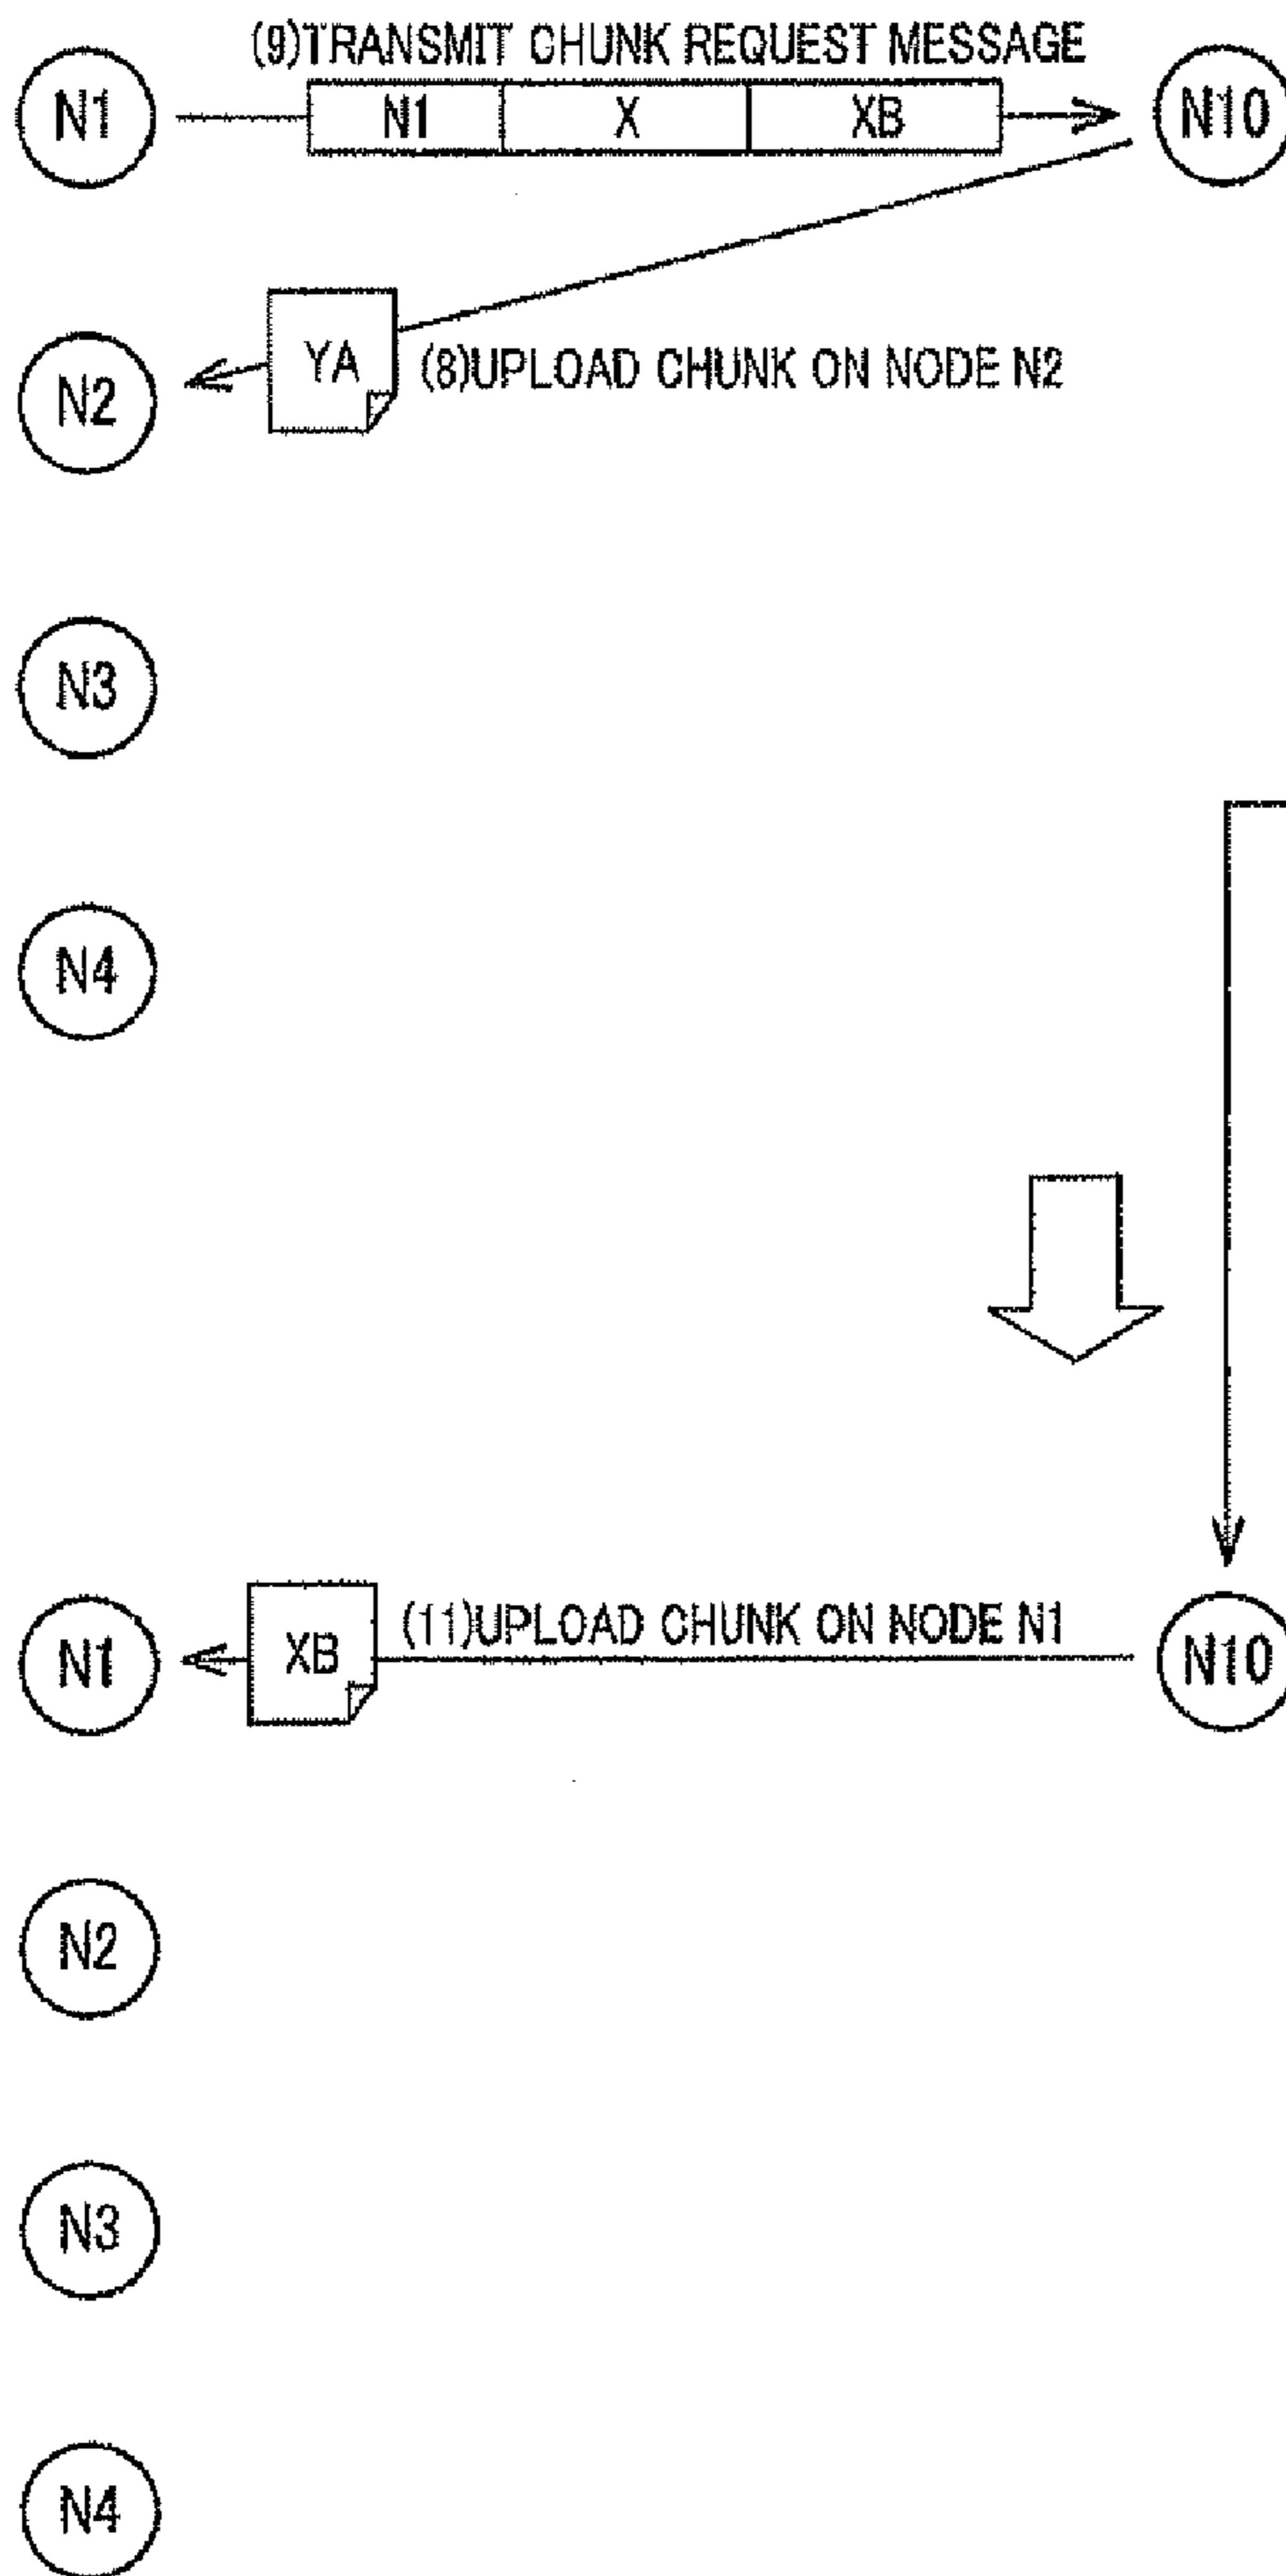 (9)TRANSMIT CHUNK REQUEST MESSAGE
N1 N1 X XB N10
N2 YA (8)UPLOAD CHUNK ON NODE N2
N3
N4
N1 XB (11)UPLOAD CHUNK ON NODE N1 N10
N2
N3
N4